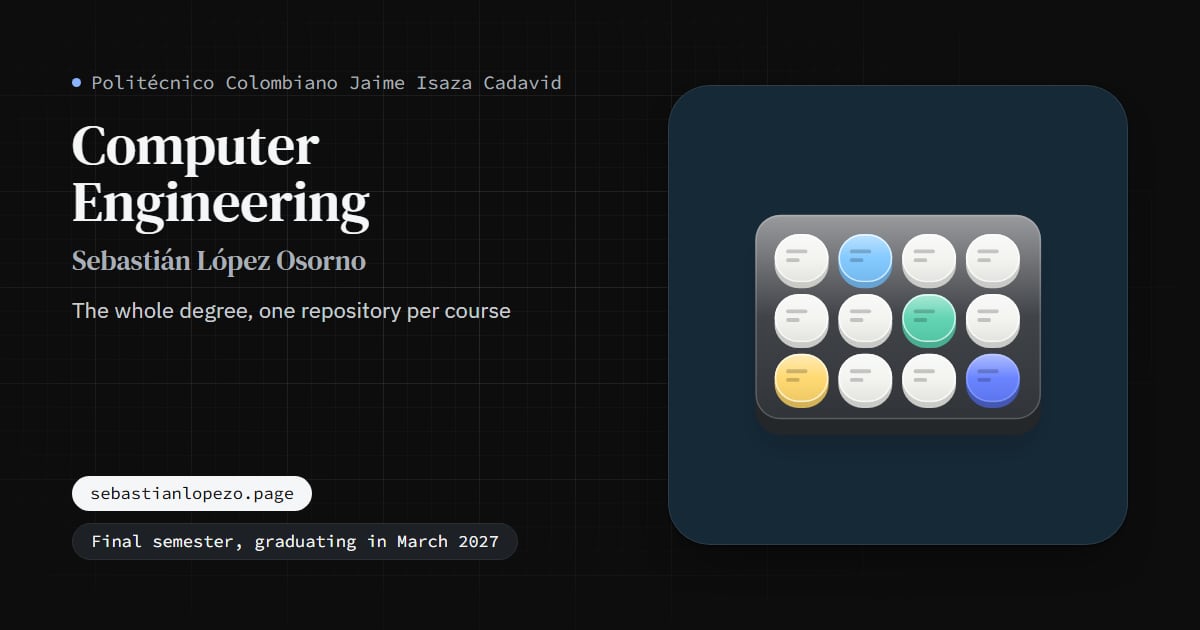 Politécnico Colombiano Jaime Isaza Cadavid
Computer
Engineering
Sebastián López Osorno
The whole degree, one repository per course
sebastianlopezo.page
Final semester, graduating in March 2027